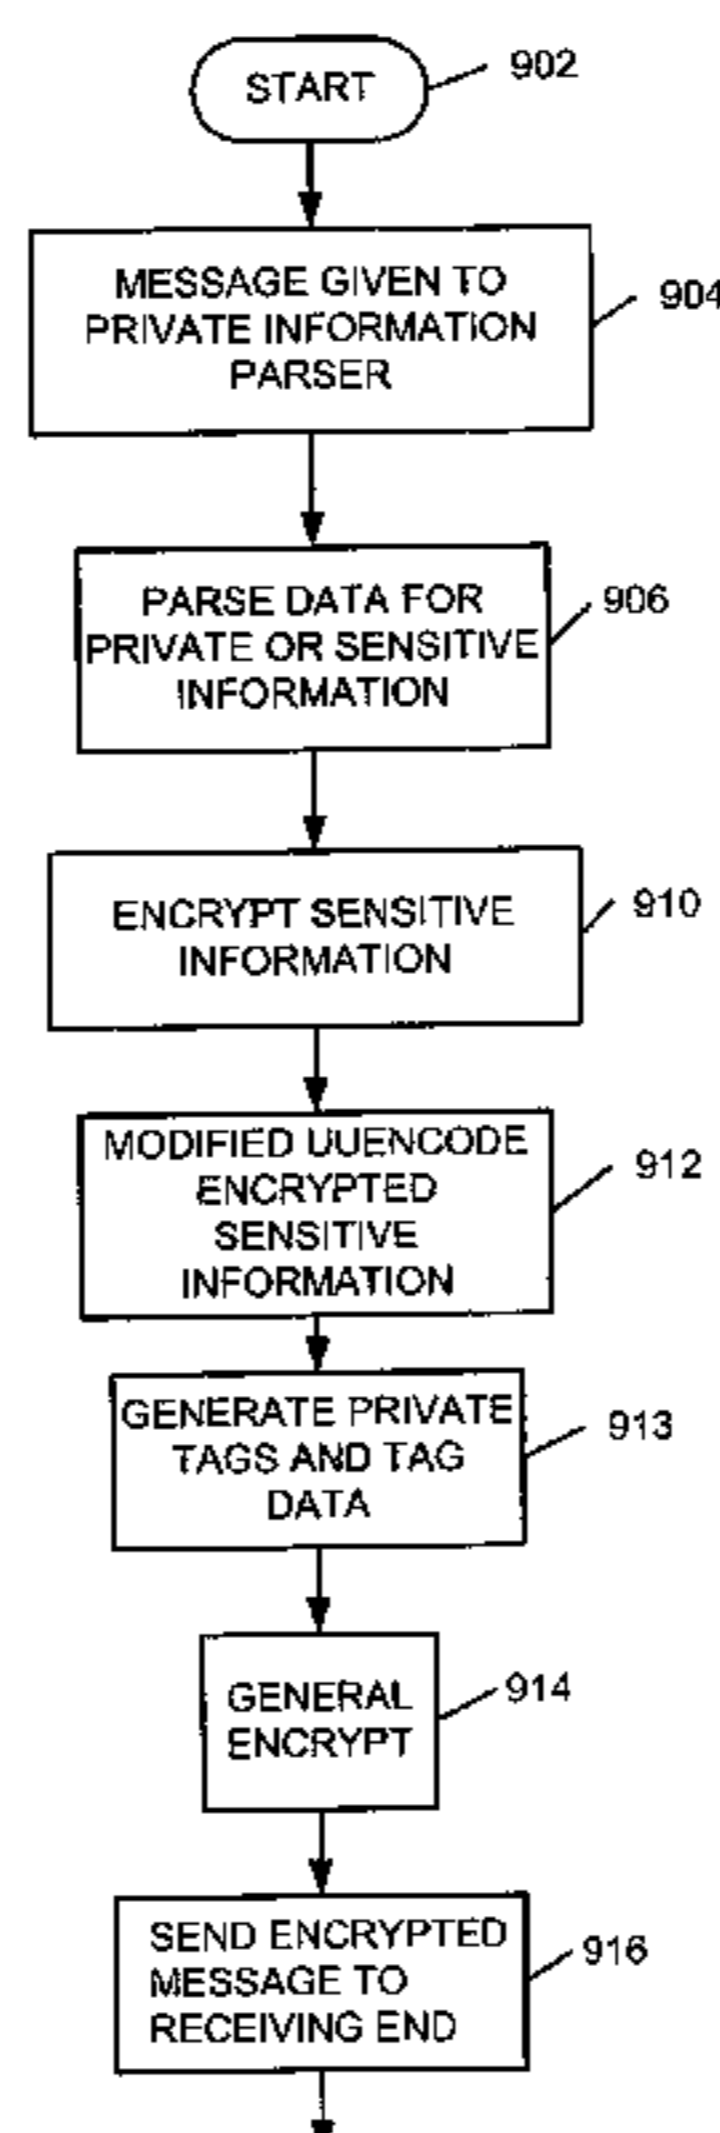 START
902
MESSAGE GIVEN TO
PRIVATE INFORMATION
PARSER
904
PARSE DATA FOR
PRIVATE OR SENSITIVE
INFORMATION
906
ENCRYPT SENSITIVE
INFORMATION
910
MODIFIED UUENCODE
ENCRYPTED
SENSITIVE
INFORMATION
912
GENERATE PRIVATE
TAGS AND TAG
DATA
913
GENERAL
ENCRYPT
914
SEND ENCRYPTED
MESSAGE TO
RECEIVING END
916